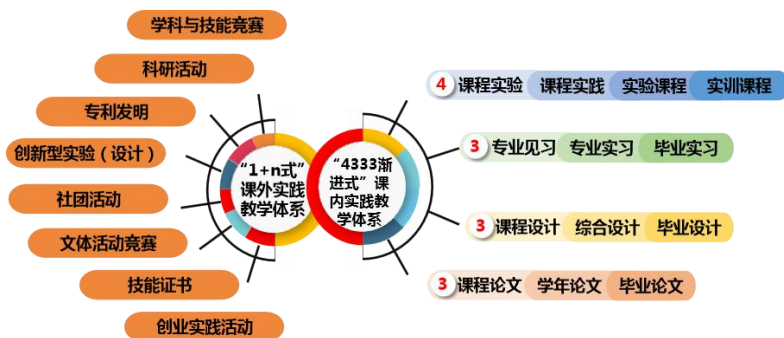 学科与技能竞赛
科研活动
专利发明
创新型实验（设计）
社团活动
文体活动竞赛
技能证书
创业实践活动
“1+n式”
课外实践
教学体系
“4333渐
进式”课
内实践教
学体系
4 课程实验 课程实践 实验课程 实训课程
3 专业见习 专业实习 毕业实习
3 课程设计 综合设计 毕业设计
3 课程论文 学年论文 毕业论文